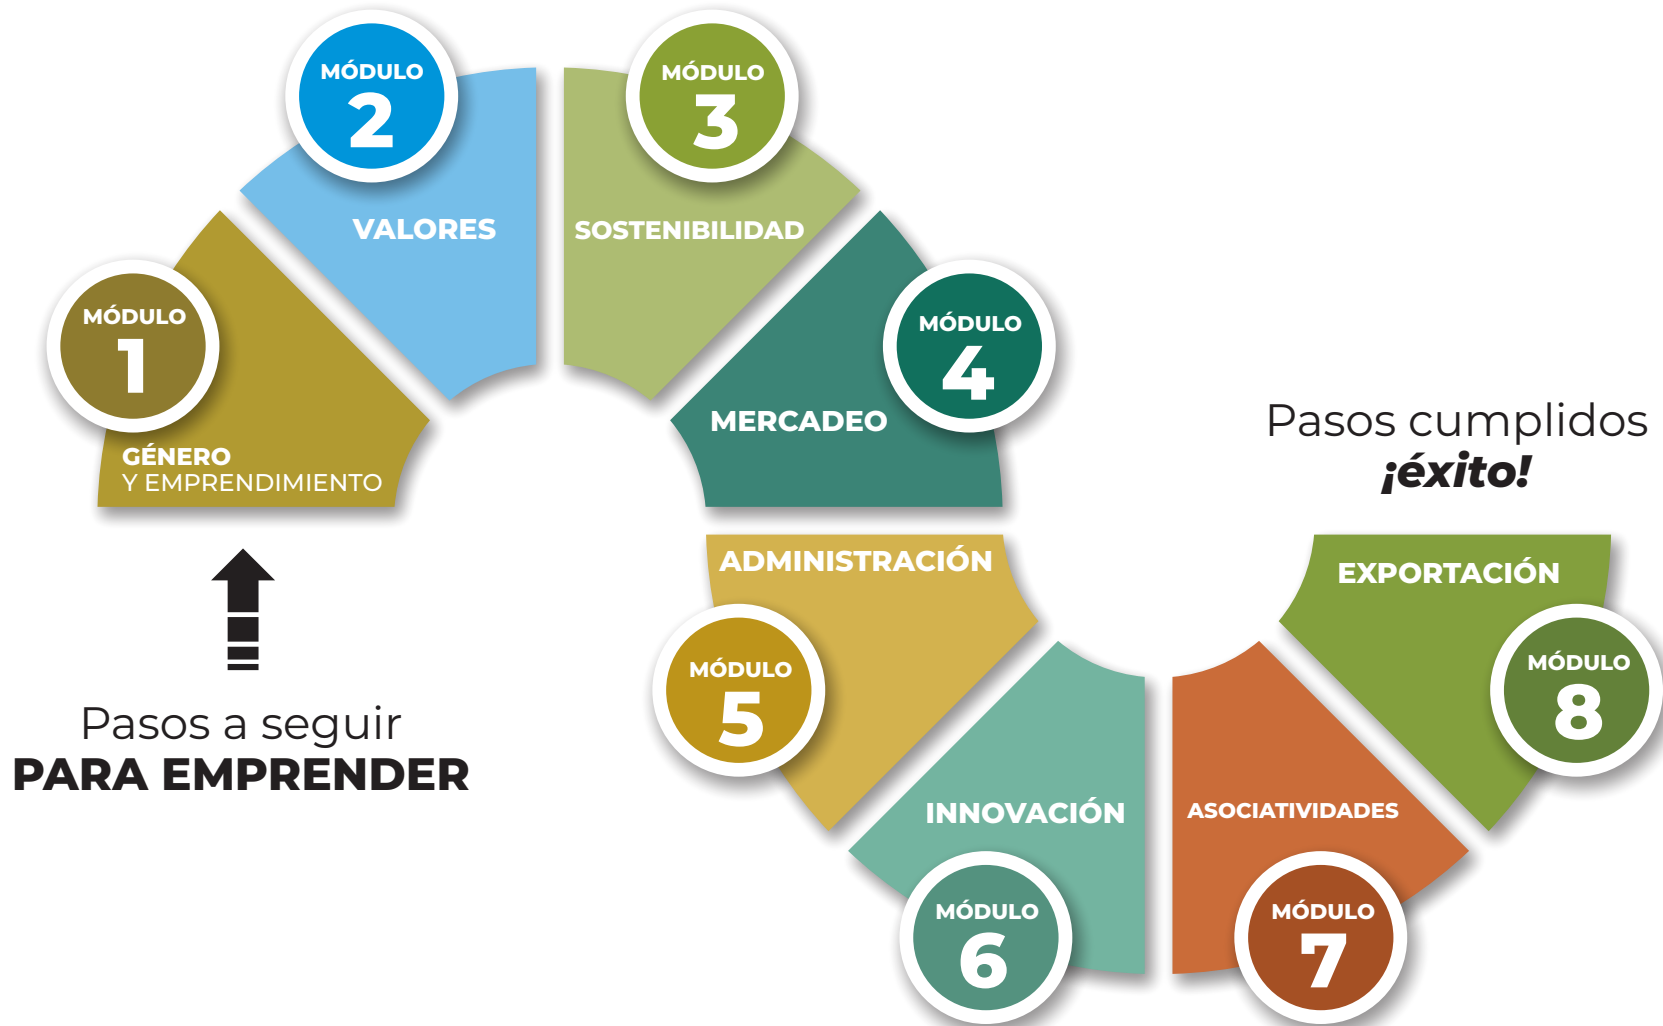 Pasos a seguir
PARA EMPRENDER
MÓDULO
1
GÉNERO
Y EMPRENDIMIENTO
MÓDULO
2
VALORES
MÓDULO
3
SOSTENIBILIDAD
MÓDULO
4
MERCADEO
ADMINISTRACIÓN
MÓDULO
5
INNOVACIÓN
MÓDULO
6
ASOCIATIVIDADES
MÓDULO
7
EXPORTACIÓN
MÓDULO
8
Pasos cumplidos
¡éxito!